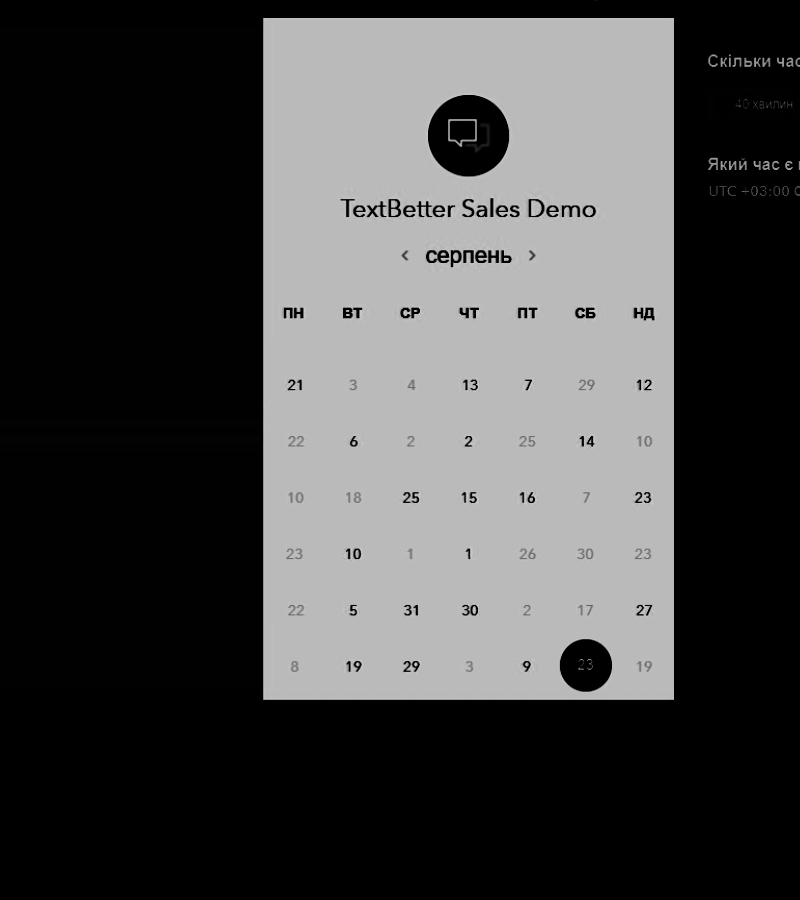 Скільки час
40 хвилин
Який час є
UTC +03:00
TextBetter Sales Demo
< серпень >
ПН ВТ СР ЧТ ПТ СБ НД
21 3 4 13 7 29 12
22 6 2 2 25 14 10
10 18 25 15 16 7 23
23 10 1 1 26 30 23
22 5 31 30 2 17 27
8 19 29 3 9 23 19